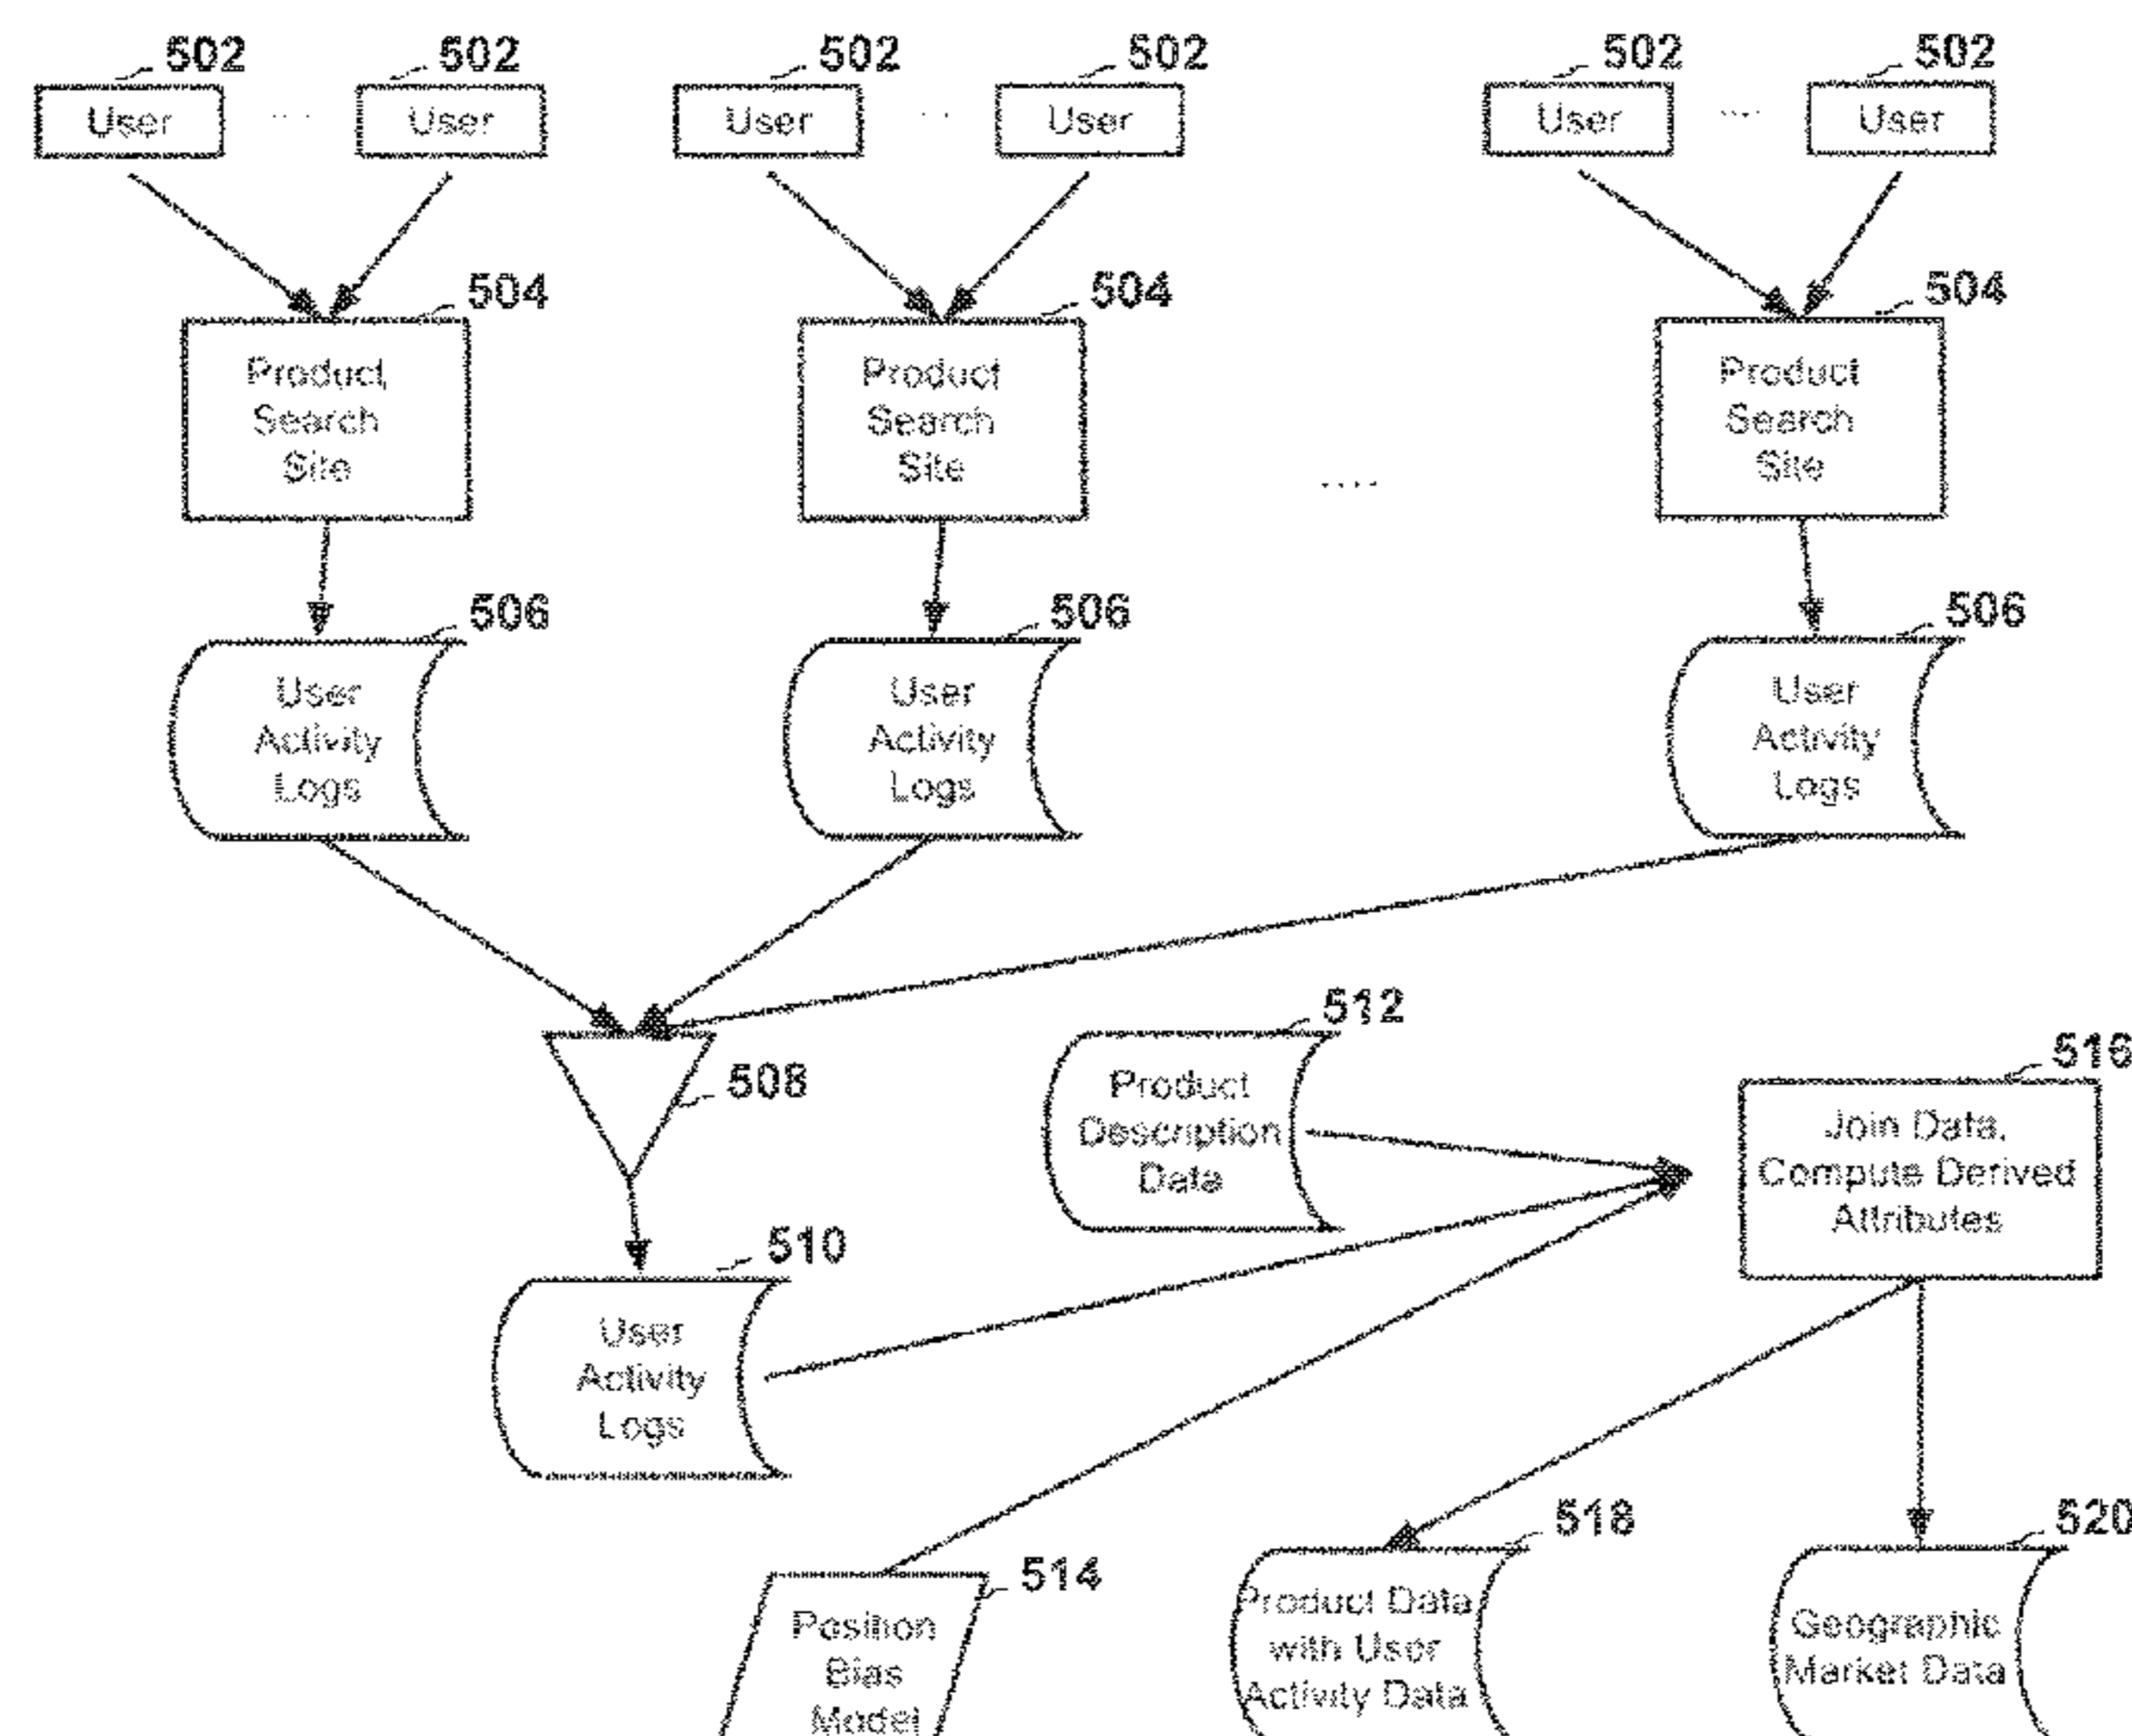 502 502 502 502 502 502
User ... User User ... User User ... User
504 504 504
Product Product Product
Search Search Search
Site Site Site
....
506 506 506
User User User
Activity Activity Activity
Logs Logs Logs
512
516
508
Product
Description
Data
Join Data,
Compute Derived
Attributes
510
User
Activity
Logs
518 520
514
Position
Bias
Model
Product Data
with User
Activity Data
Geographic
Market Data